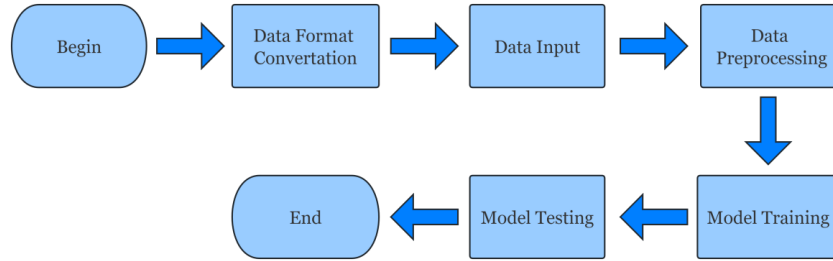 Begin
Data Format
Convertation
Data Input
Data
Preprocessing
Model Training
Model Testing
End